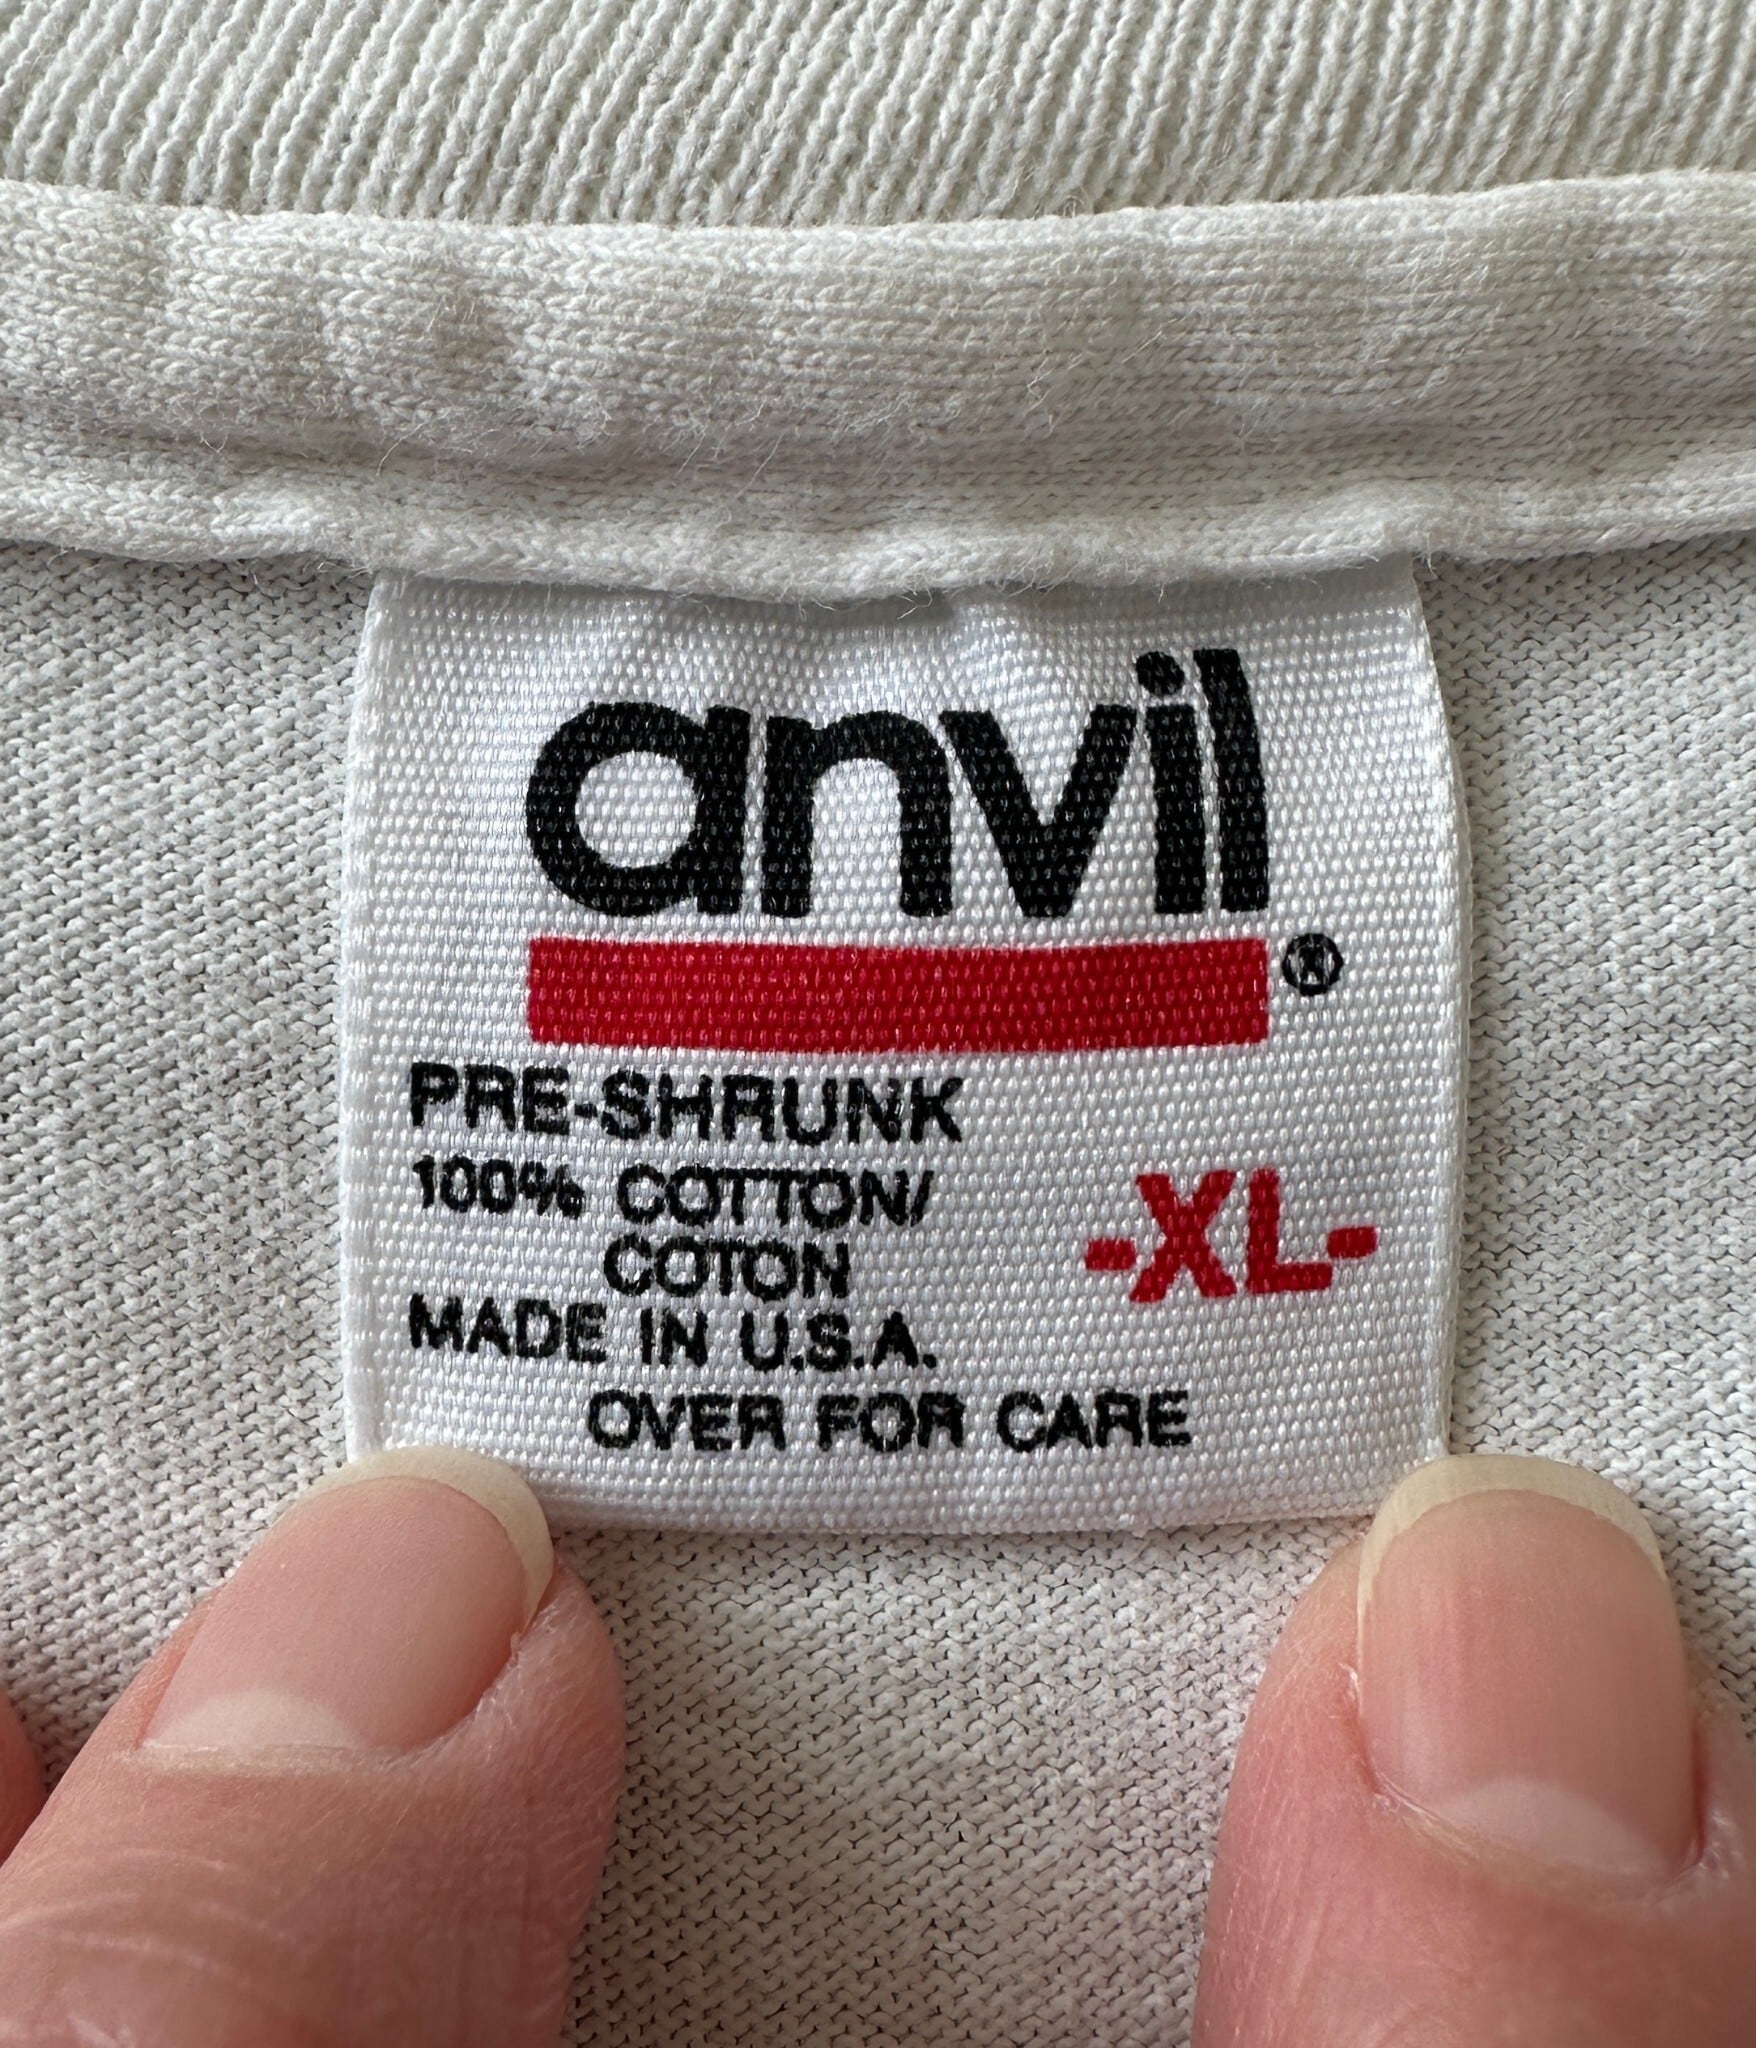 anvil
®
PRE-SHRUNK
100% COTTON/
COTON
-XL-
MADE IN U.S.A.
OVER FOR CARE